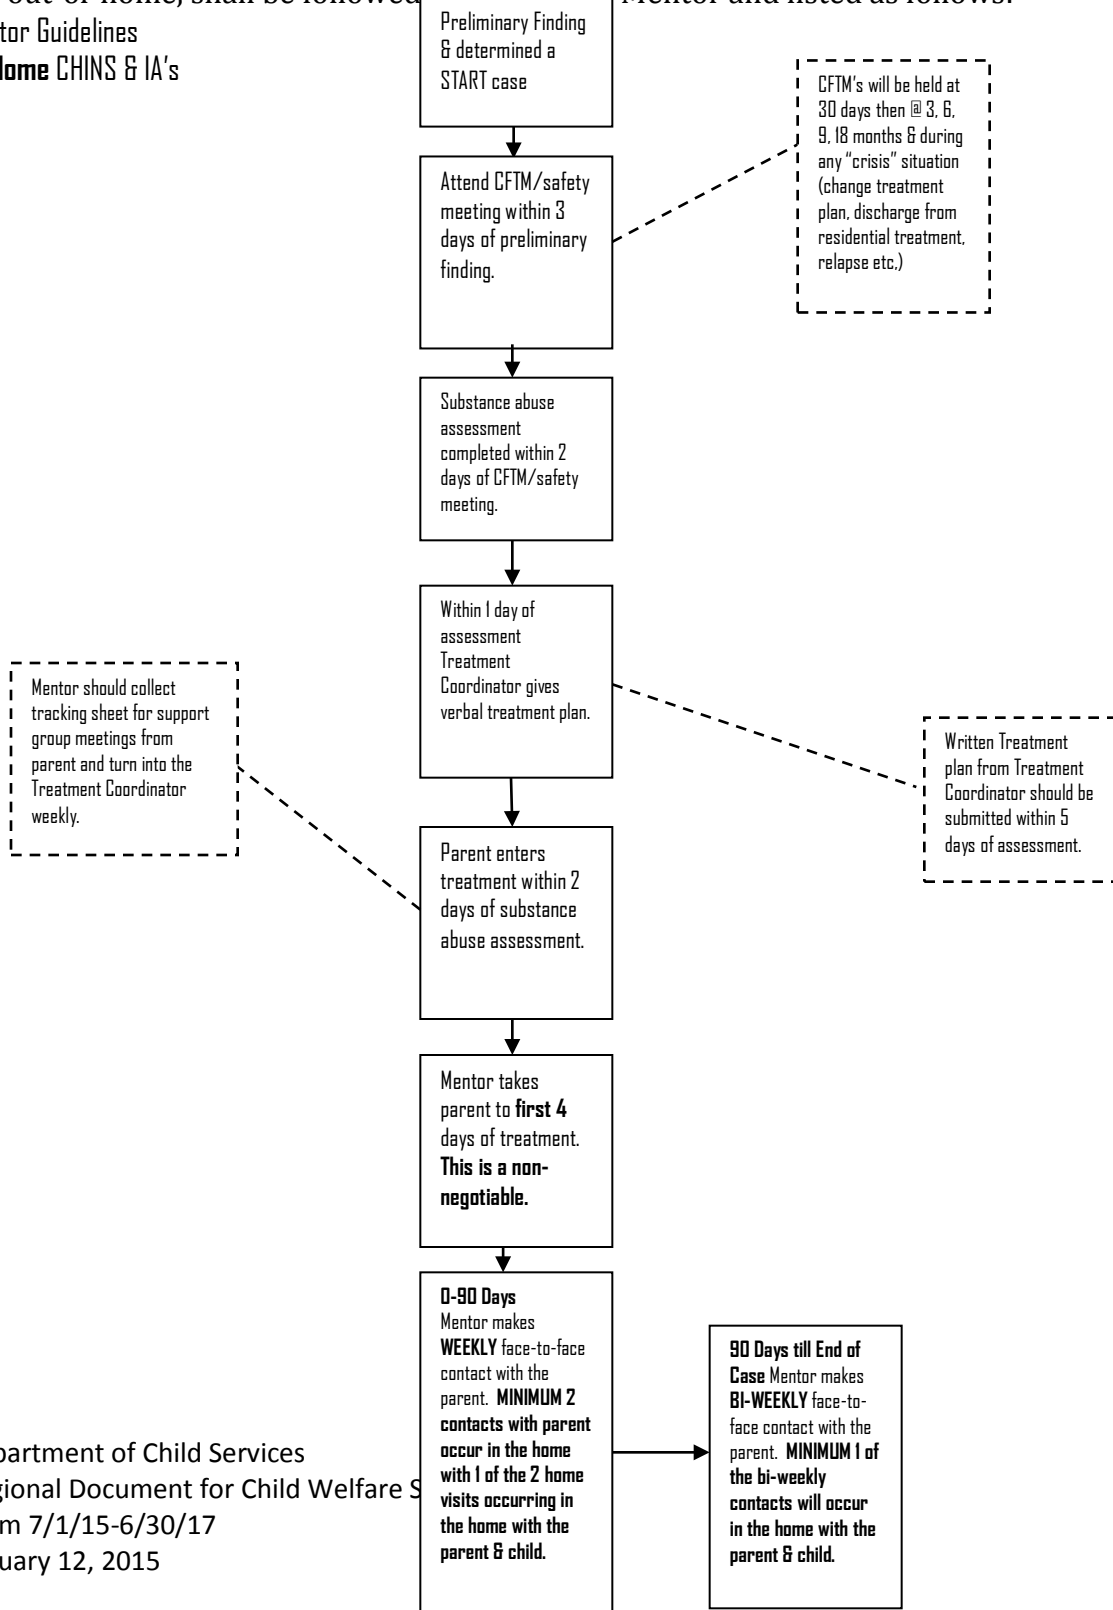 out-of-home, shall be followed Mentor and listed as follows:
tor Guidelines
Home CHINS & IA's
Preliminary Finding
& determined a
START case
CFTM's will be held at
30 days then @ 3, 6,
9, 18 months & during
any “crisis” situation
(change treatment
plan, discharge from
residential treatment,
relapse etc,)
Attend CFTM/safety
meeting within 3
days of preliminary
finding.
Substance abuse
assessment
completed within 2
days of CFTM/safety
meeting.
Within 1 day of
assessment
Treatment
Coordinator gives
verbal treatment plan.
Mentor should collect
tracking sheet for support
group meetings from
parent and turn into the
Treatment Coordinator
weekly.
Written Treatment
plan from Treatment
Coordinator should be
submitted within 5
days of assessment.
Parent enters
treatment within 2
days of substance
abuse assessment.
Mentor takes
parent to first 4
days of treatment.
This is a non-
negotiable.
0-90 Days
Mentor makes
WEEKLY face-to-face
contact with the
parent. MINIMUM 2
contacts with parent
occur in the home
with 1 of the 2 home
visits occurring in
the home with the
parent & child.
90 Days till End of
Case Mentor makes
BI-WEEKLY face-to-
face contact with the
parent. MINIMUM 1 of
the bi-weekly
contacts will occur
in the home with the
parent & child.
partment of Child Services
gional Document for Child Welfare S
m 7/1/15-6/30/17
uary 12, 2015